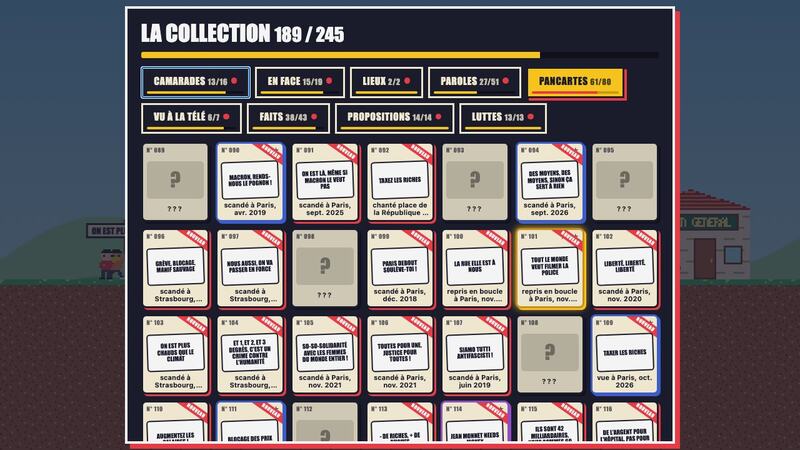 LA COLLECTION 189 / 245
CAMARADES 13/16
EN FACE 15/19
LIEUX 2/2
PAROLES 27/51
PANCARTES 61/80
VU À LA TÉLÉ 6/7
FAITS 38/43
PROPOSITIONS 14/14
LUTTES 13/13
N° 089
?
???
N° 090
MACRON, RENDS-
NOUS LE POGNON !
scandé à Paris,
avr. 2019
N° 091
ON EST LÀ, MÊME SI
MACRON LE VEUT
PAS
scandé à Paris,
sept. 2025
N° 092
TAXEZ LES RICHES
chanté place de
la République ...
N° 093
?
???
N° 094
DES MOYENS, DES
MOYENS, SINON ÇA
SERT À RIEN
scandé à Paris,
sept. 2026
N° 095
?
???
N° 096
GRÈVE, BLOCAGE,
MANIF SAUVAGE
scandé à
Strasbourg,...
N° 097
NOUS AUSSI, ON VA
PASSER EN FORCE
scandé à
Strasbourg,...
N° 098
?
???
N° 099
PARIS DEBOUT
SOULÈVE-TOI !
scandé à Paris,
déc. 2018
N° 100
LA RUE ELLE EST À
NOUS
repris en boucle
à Paris, nov....
N° 101
TOUT LE MONDE
VEUT FILMER LA
POLICE
repris en boucle
à Paris, nov....
N° 102
LIBERTÉ, LIBERTÉ,
LIBERTÉ
scandé à Paris,
nov. 2020
N° 103
ON EST PLUS
CHAUDS QUE LE
CLIMAT
scandé à
Strasbourg,...
N° 104
ET 1, ET 2, ET 3
DEGRÉS, C'EST UN
CRIME CONTRE
L'HUMANITÉ
scandé à
Strasbourg,...
N° 105
SO-SO-SOLIDARITÉ
AVEC LES FEMMES
DU MONDE ENTIER !
scandé à Paris,
nov. 2021
N° 106
TOUTES POUR UNE,
JUSTICE POUR
TOUTES !
scandé à Paris,
nov. 2021
N° 107
SIAMO TUTTI
ANTIFASCISTI !
scandé à Paris,
juin 2019
N° 108
?
???
N° 109
TAXER LES RICHES
vue à Paris, oct.
2026
N° 110
AUGMENTEZ LES
N° 111
BLOCAGE DES PRIX
N° 112
?
N° 113
- DE RICHES, + DE
N° 114
JEAN MONNET NEEDS
MONEY
N° 115
ILS SONT 42
MILLIARDAIRES,
N° 116
DE L'ARGENT POUR
L'HÔPITAL, PAS POUR
ON EST PLU
N GENERAL